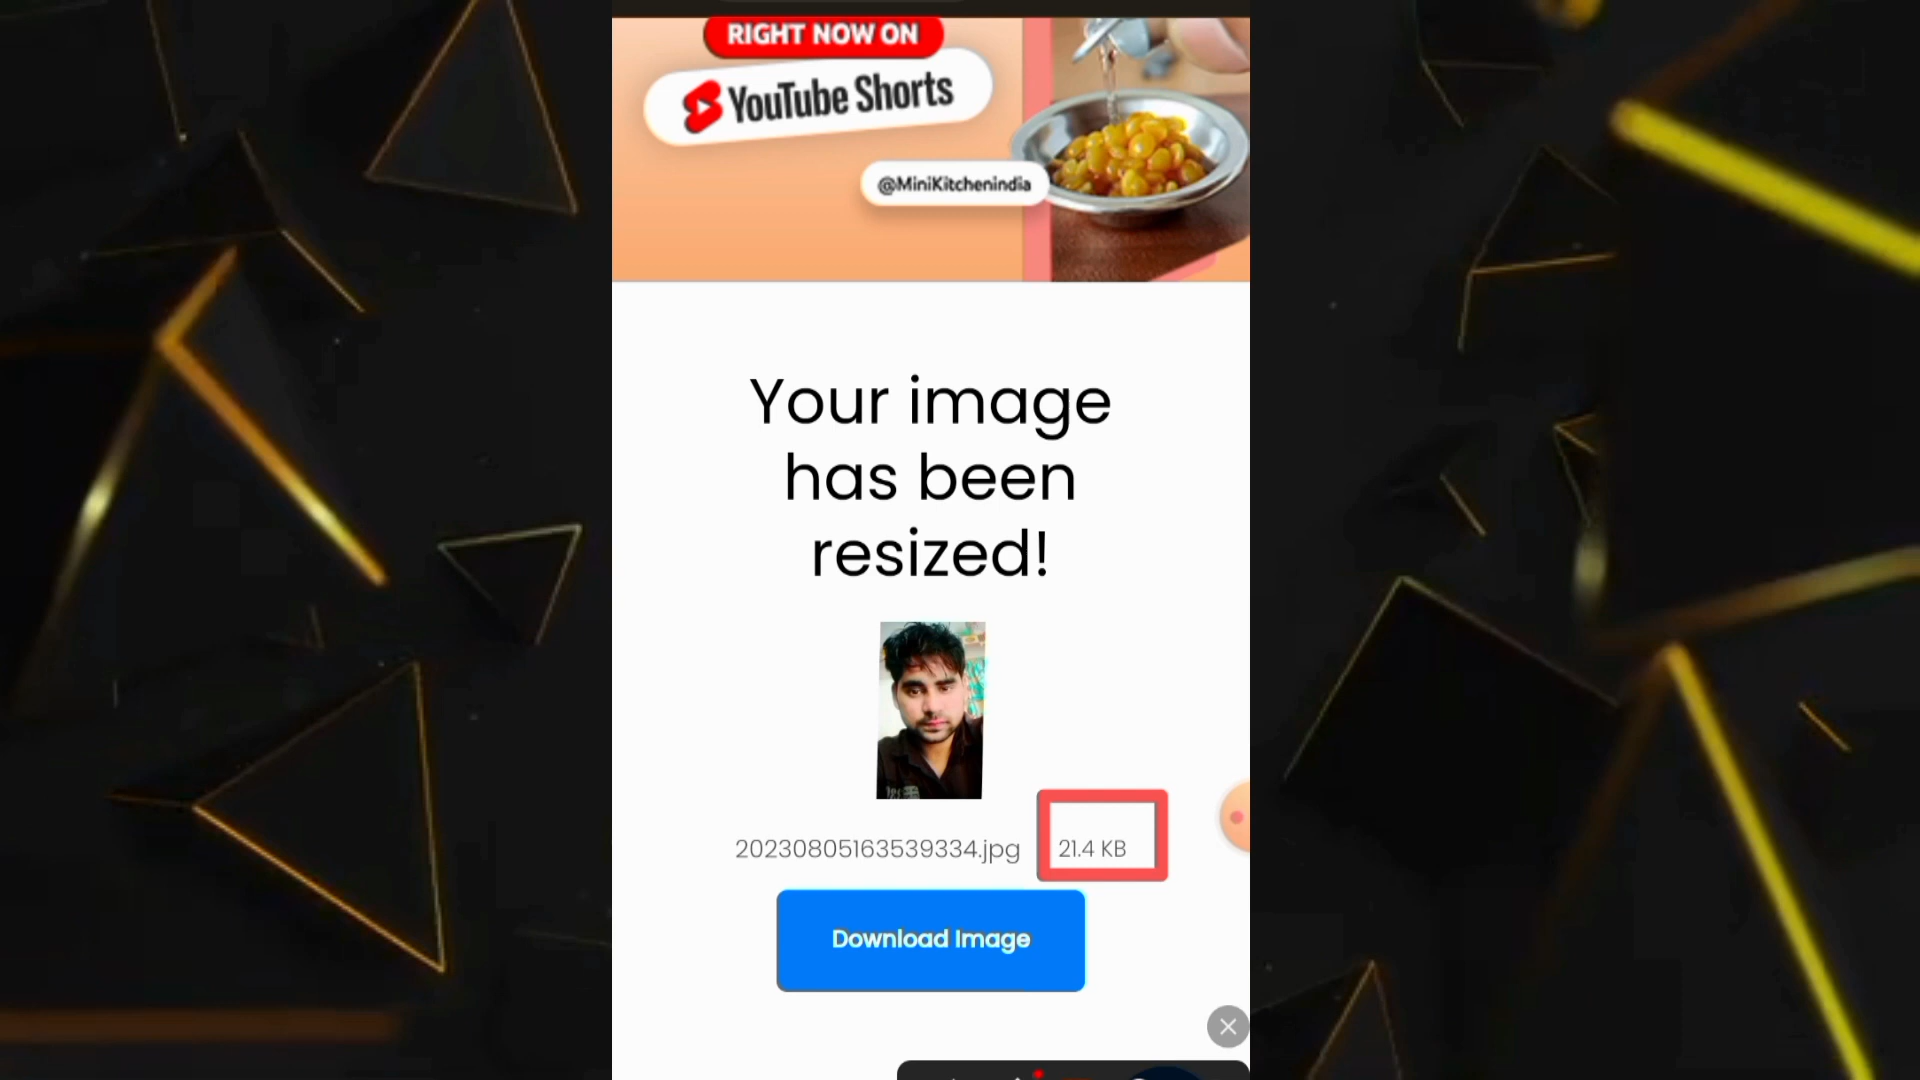 RIGHT NOW ON
YouTube Shorts
@MiniKitchenindia
Your image
has been
resized!
20230805163539334.jpg 21.4 KB
Download Image